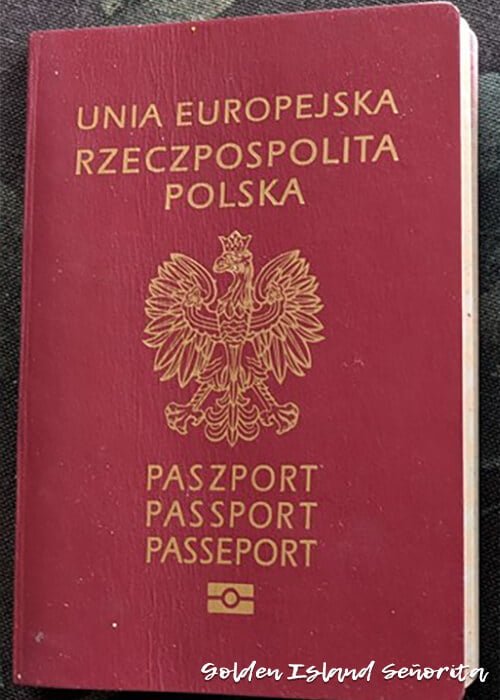 UNIA EUROPEJSKA
RZECZPOSPOLITA
POLSKA
PASZPORT
PASSPORT
PASSEPORT
Golden Island Señorita